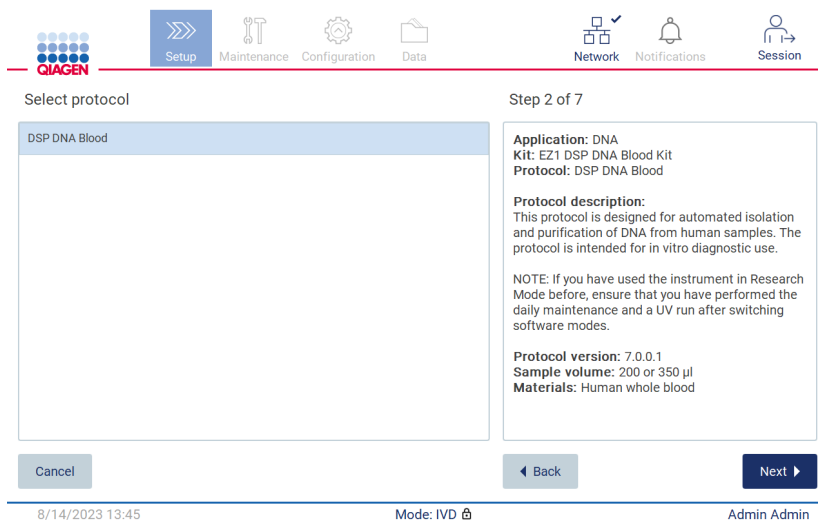 QIAGEN
Setup
Maintenance
Configuration
Data
Network
Notifications
Session
Select protocol
Step 2 of 7
DSP DNA Blood
Application: DNA
Kit: EZ1 DSP DNA Blood Kit
Protocol: DSP DNA Blood
Protocol description:
This protocol is designed for automated isolation
and purification of DNA from human samples. The
protocol is intended for in vitro diagnostic use.
NOTE: If you have used the instrument in Research
Mode before, ensure that you have performed the
daily maintenance and a UV run after switching
software modes.
Protocol version: 7.0.0.1
Sample volume: 200 or 350 µl
Materials: Human whole blood
Cancel
Back
Next
8/14/2023 13:45
Mode: IVD
Admin Admin